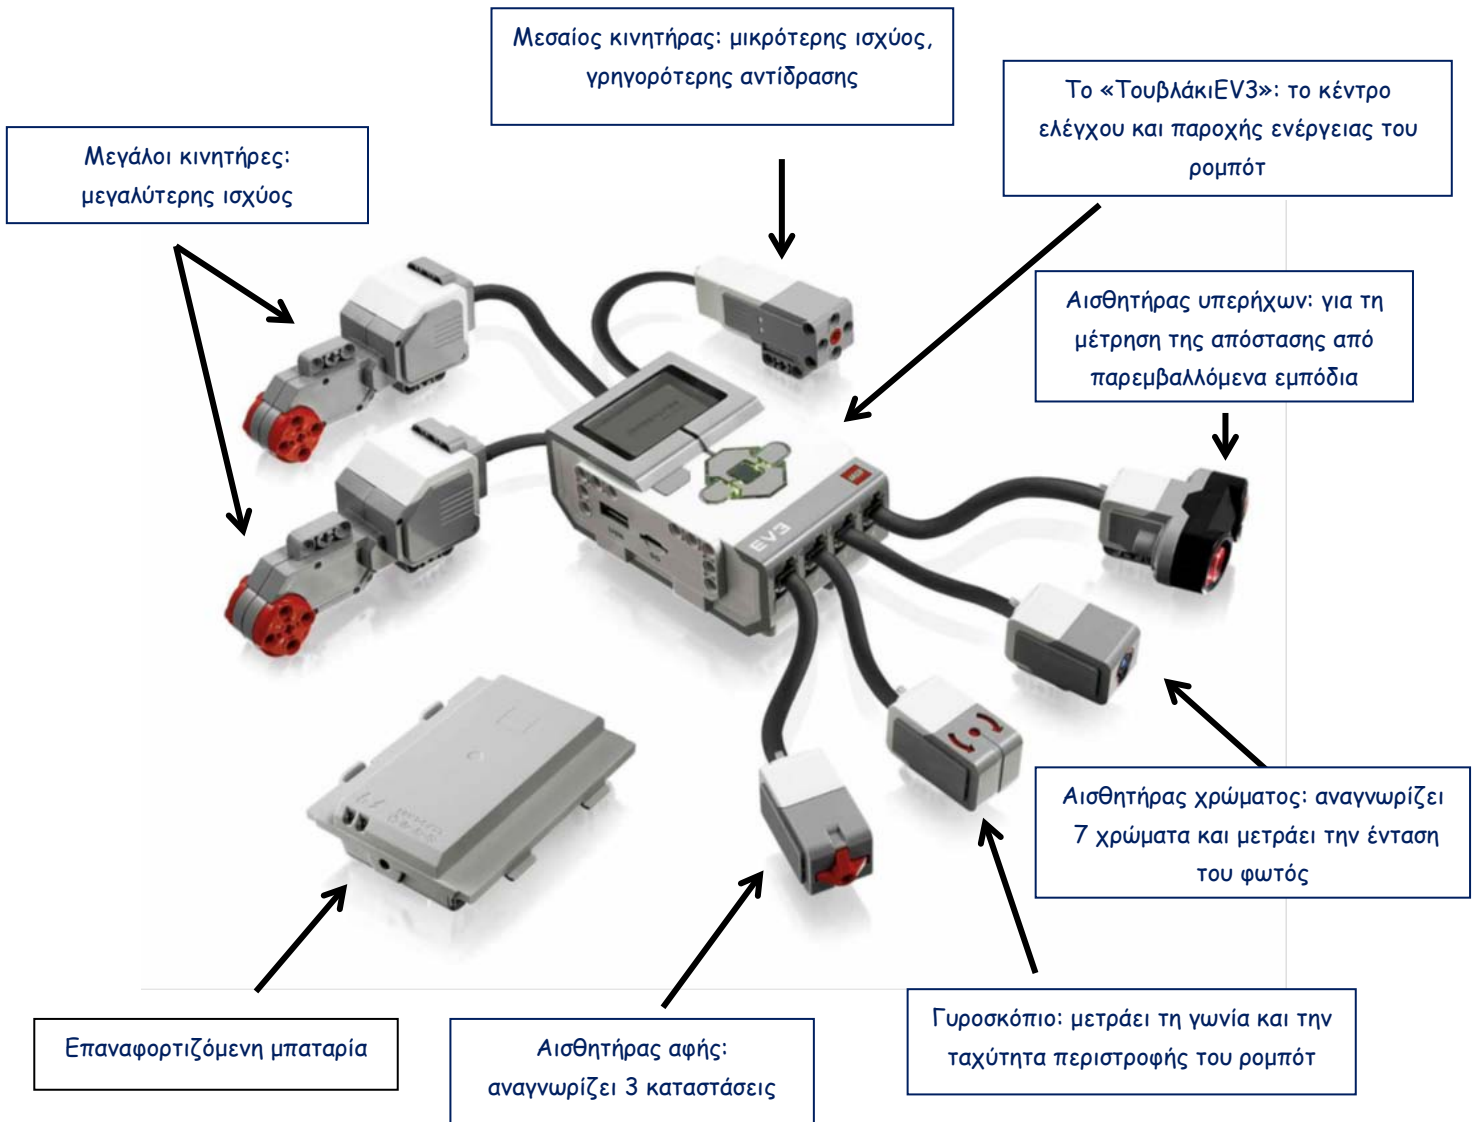 Μεσαίος κινητήρας: μικρότερης ισχύος,
γρηγορότερης αντίδρασης
Το «ΤουβλάκιEV3»: το κέντρο
ελέγχου και παροχής ενέργειας του
ρομπότ
Μεγάλοι κινητήρες:
μεγαλύτερης ισχύος
Αισθητήρας υπερήχων: για τη
μέτρηση της απόστασης από
παρεμβαλλόμενα εμπόδια
EV3
Αισθητήρας χρώματος: αναγνωρίζει
7 χρώματα και μετράει την ένταση
του φωτός
Γυροσκόπιο: μετράει τη γωνία και την
ταχύτητα περιστροφής του ρομπότ
Επαναφορτιζόμενη μπαταρία
Αισθητήρας αφής:
αναγνωρίζει 3 καταστάσεις